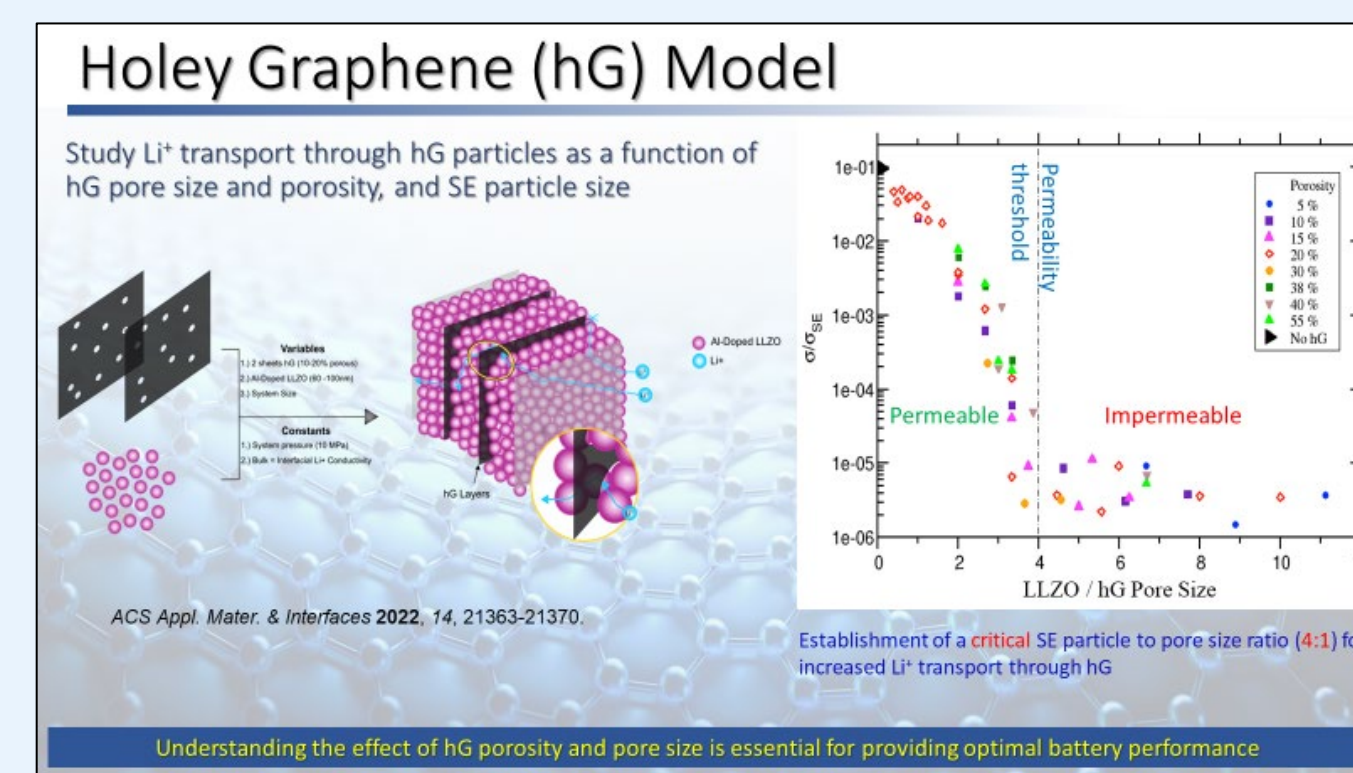 Holey Graphene (hG) Model
Study Li⁺ transport through hG particles as a function of
hG pore size and porosity, and SE particle size
Variables
1.) 2 sheets hG (10-20% porous)
2.)Al-Doped LLZO (60 -100nm)
3.) System Size
Constants
1.) System pressure (10 MPa)
2.) Bulk = Interfacial Li+ Conductivity
hG Layers
Al-Doped LLZO
Li+
ACS Appl. Mater. & Interfaces 2022, 14, 21363-21370.
σ/σSE
1e-01
1e-02
1e-03
1e-04
1e-05
1e-06
Permeability
threshold
Porosity
5 %
10 %
15 %
20 %
30 %
38 %
40 %
55 %
No hG
Permeable
Impermeable
0 2 4 6 8 10
LLZO / hG Pore Size
Establishment of a critical SE particle to pore size ratio (4:1)
increased Li⁺ transport through hG
Understanding the effect of hG porosity and pore size is essential for providing optimal battery performance